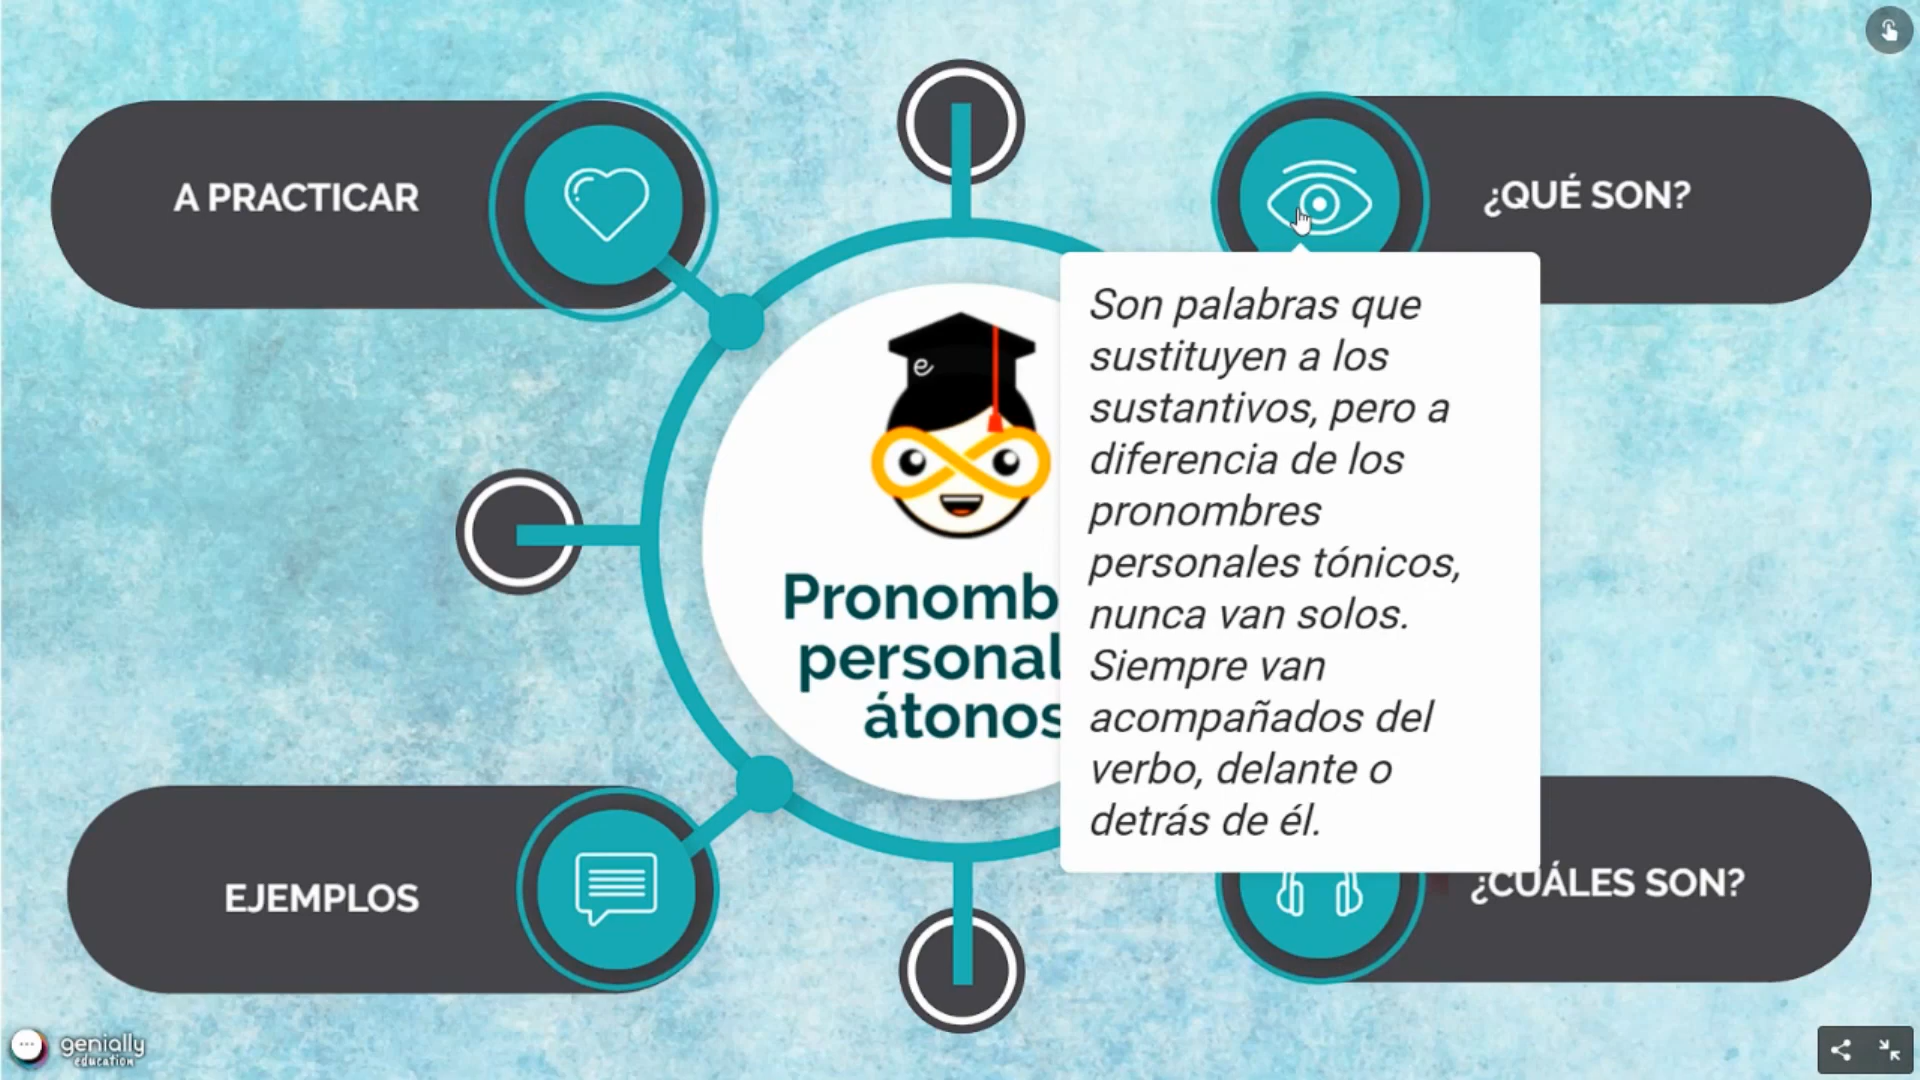 A PRACTICAR
¿QUÉ SON?
e
Pronomb
personal
átonos
Son palabras que
sustituyen a los
sustantivos, pero a
diferencia de los
pronombres
personales tónicos,
nunca van solos.
Siempre van
acompañados del
verbo, delante o
detrás de él.
EJEMPLOS
¿CUÁLES SON?
genially
education